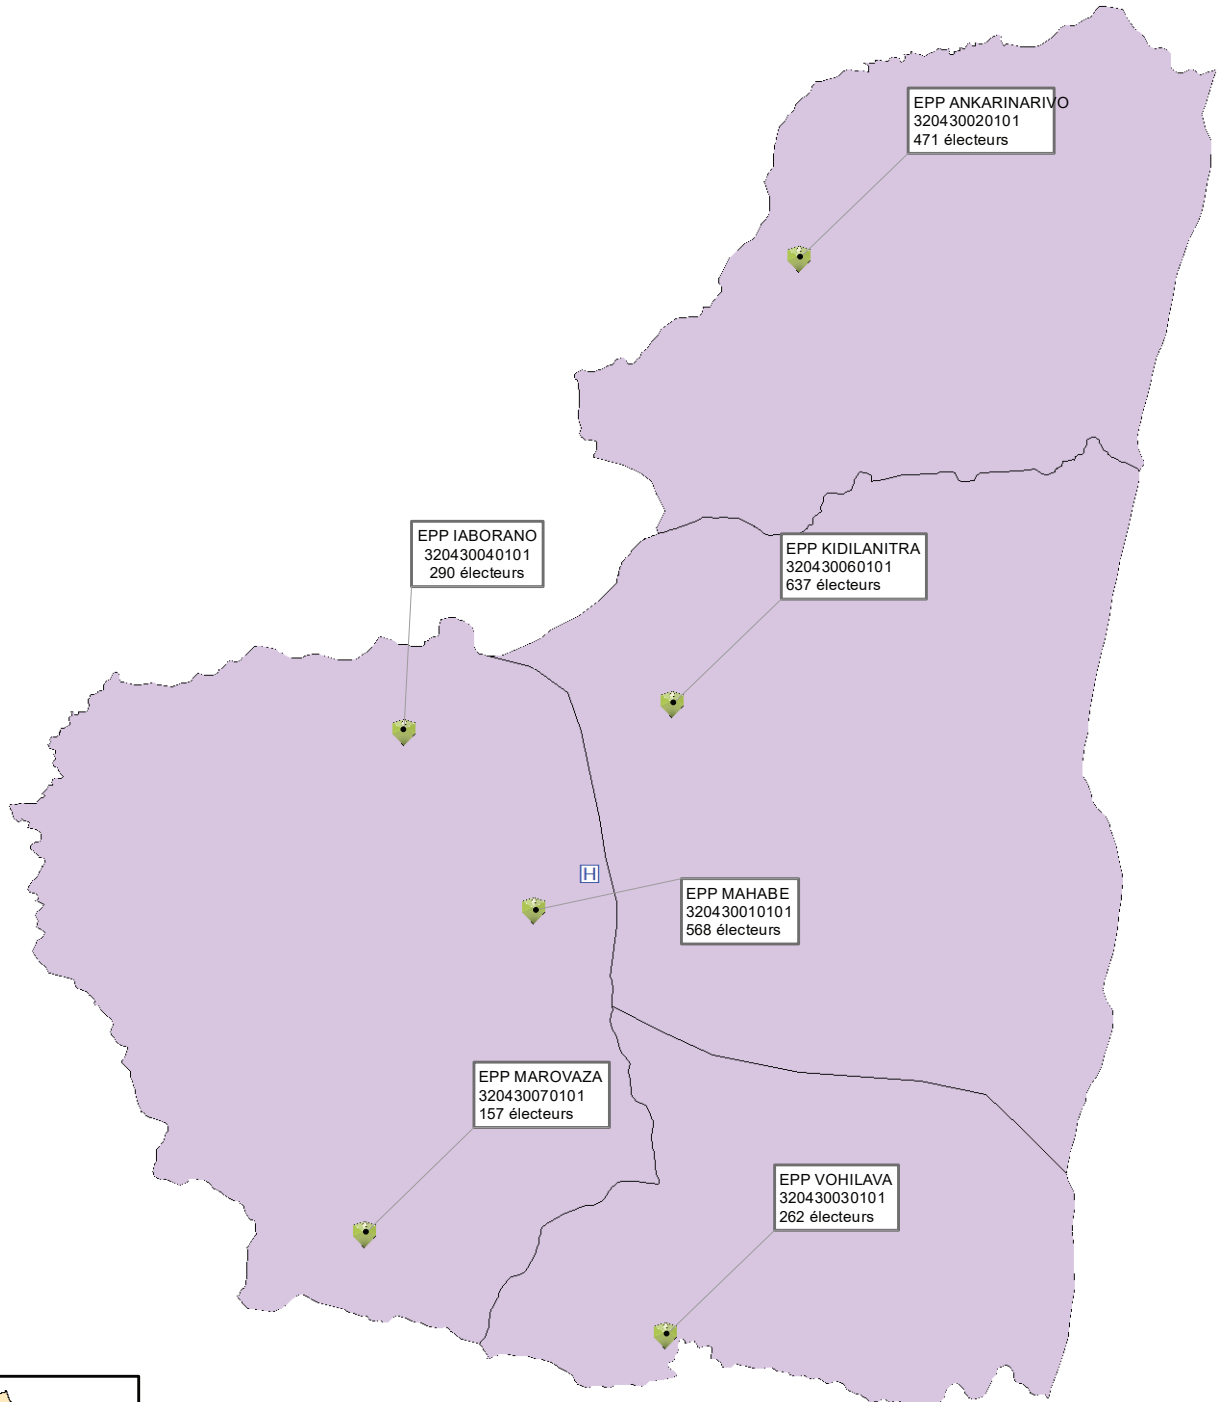 EPP ANKARINARIVO
320430020101
471 électeurs
EPP IABORANO
320430040101
290 électeurs
EPP KIDILANITRA
320430060101
637 électeurs
H
EPP MAHABE
320430010101
568 électeurs
EPP MAROVAZA
320430070101
157 électeurs
EPP VOHILAVA
320430030101
262 électeurs